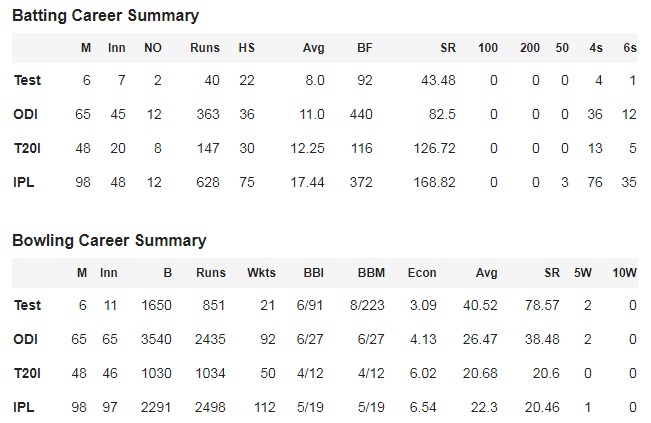 Batting Career Summary
M Inn NO Runs HS Avg BF SR 100 200 50 4s 6s
Test 6 7 2 40 22 8.0 92 43.48 0 0 0 4 1
ODI 65 45 12 363 36 11.0 440 82.5 0 0 0 36 12
T20I 48 20 8 147 30 12.25 116 126.72 0 0 0 13 5
IPL 98 48 12 628 75 17.44 372 168.82 0 0 3 76 35
Bowling Career Summary
M Inn B Runs Wkts BBI BBM Econ Avg SR 5W 10W
Test 6 11 1650 851 21 6/91 8/223 3.09 40.52 78.57 2 0
ODI 65 65 3540 2435 92 6/27 6/27 4.13 26.47 38.48 2 0
T20I 48 46 1030 1034 50 4/12 4/12 6.02 20.68 20.6 0 0
IPL 98 97 2291 2498 112 5/19 5/19 6.54 22.3 20.46 1 0